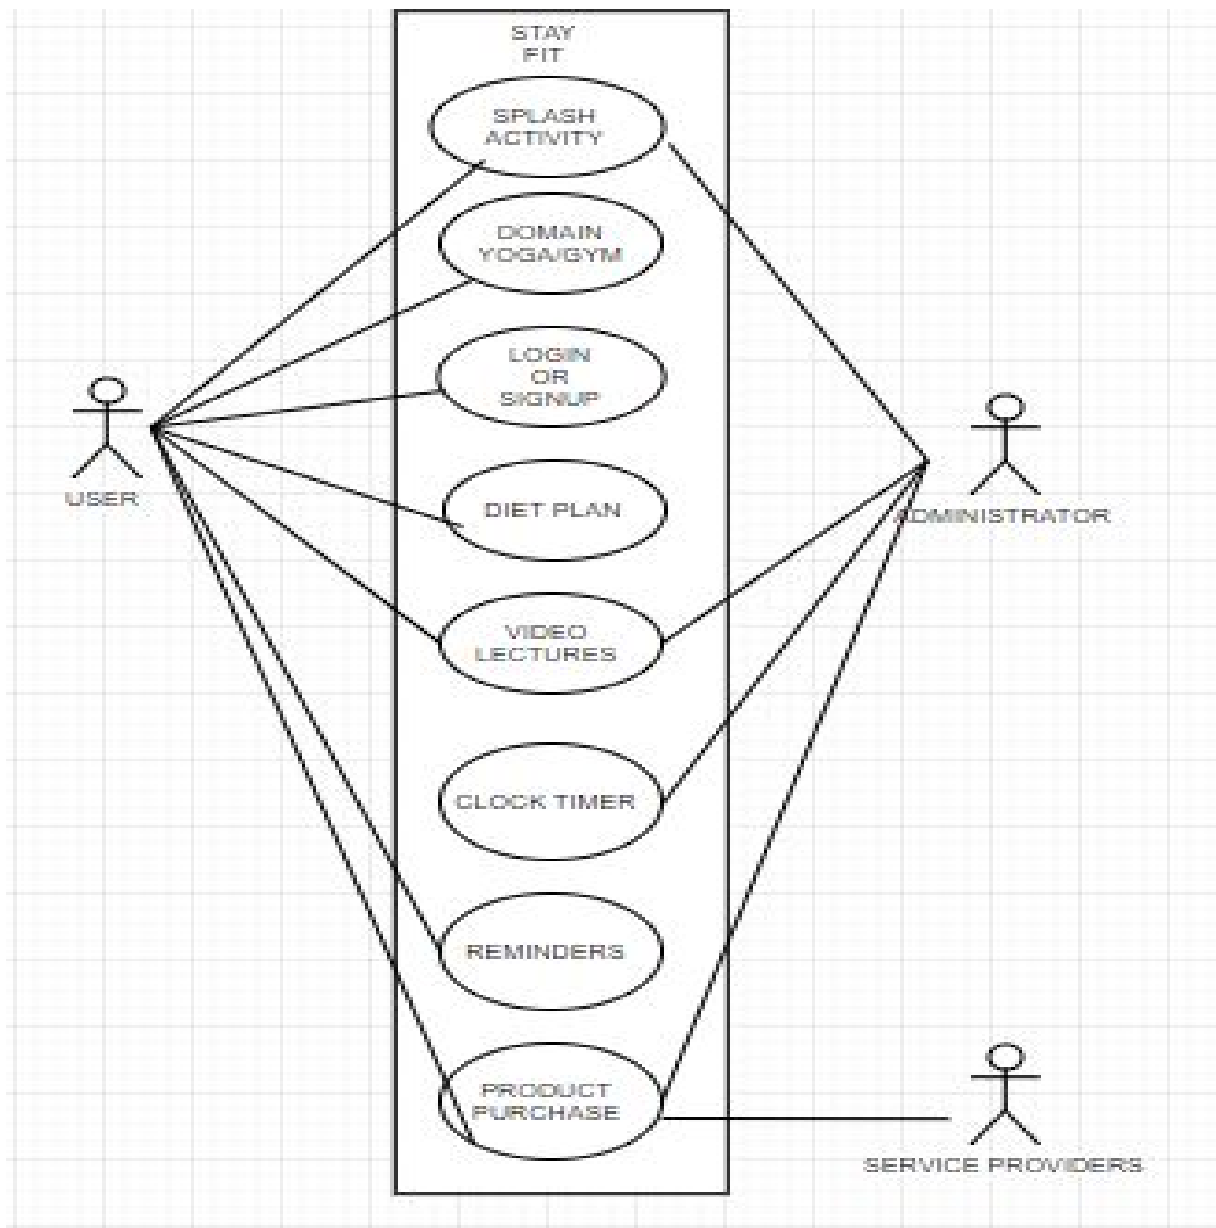 STAY
FIT
SPLASH
ACTIVITY
DOMAIN
YOGA/GYM
LOGIN
OR
SIGNUP
USER
ADMINISTRATOR
DIET PLAN
VIDEO
LECTURES
CLOCK TIMER
REMINDERS
PRODUCT
PURCHASE
SERVICE PROVIDERS